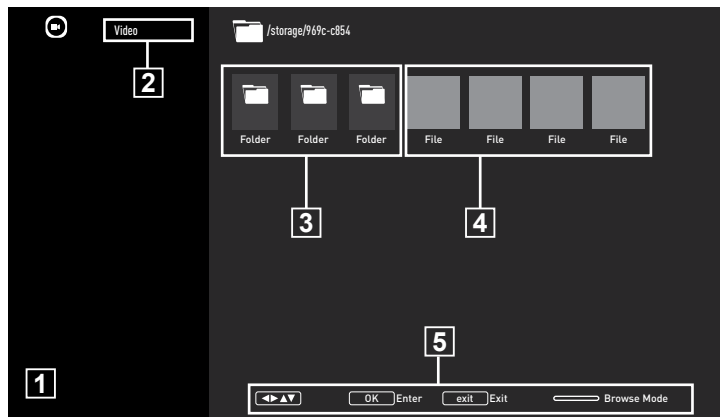 Video
/storage/969c-c854
2
Folder Folder Folder File File File File
3 4
5
1
OK Enter exit Exit Browse Mode